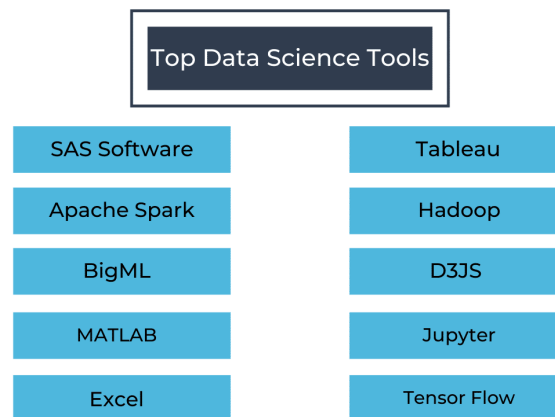 Top Data Science Tools
SAS Software
Tableau
Apache Spark
Hadoop
BigML
D3JS
MATLAB
Jupyter
Excel
Tensor Flow